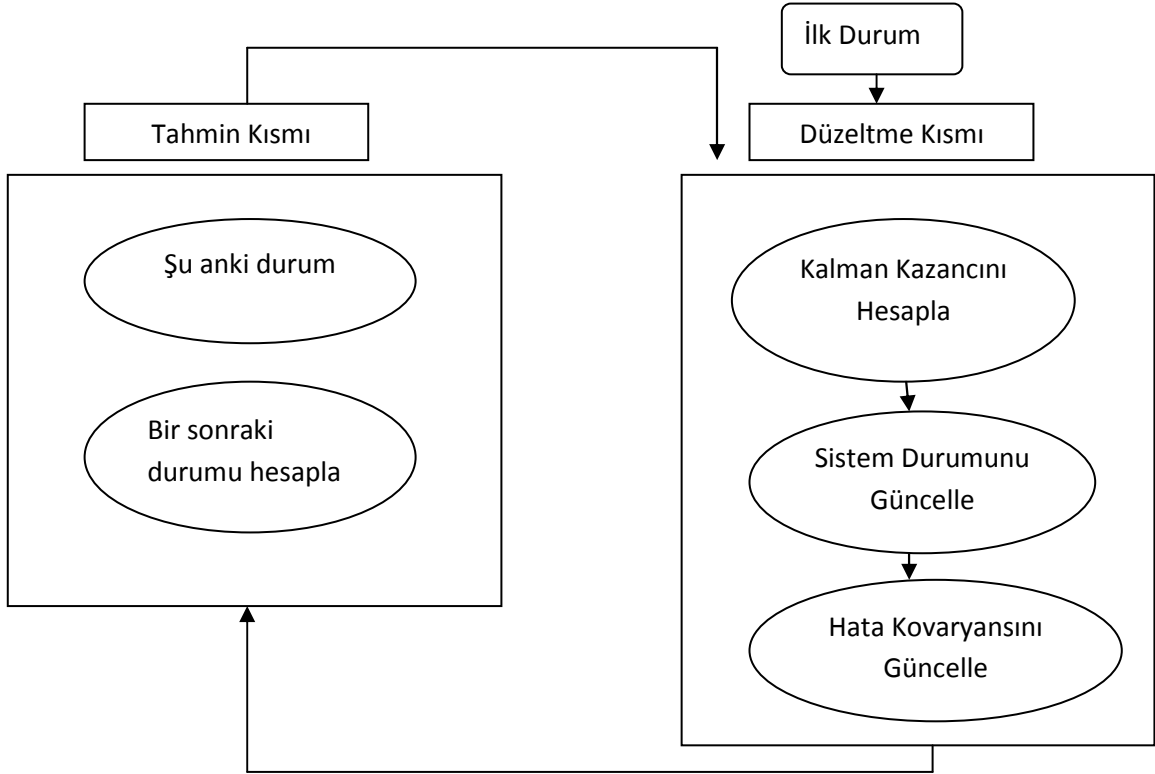 İlk Durum
Tahmin Kısmı
Düzeltme Kısmı
Şu anki durum
Bir sonraki
durumu hesapla
Kalman Kazancını
Hesapla
Sistem Durumunu
Güncelle
Hata Kovaryansını
Güncelle